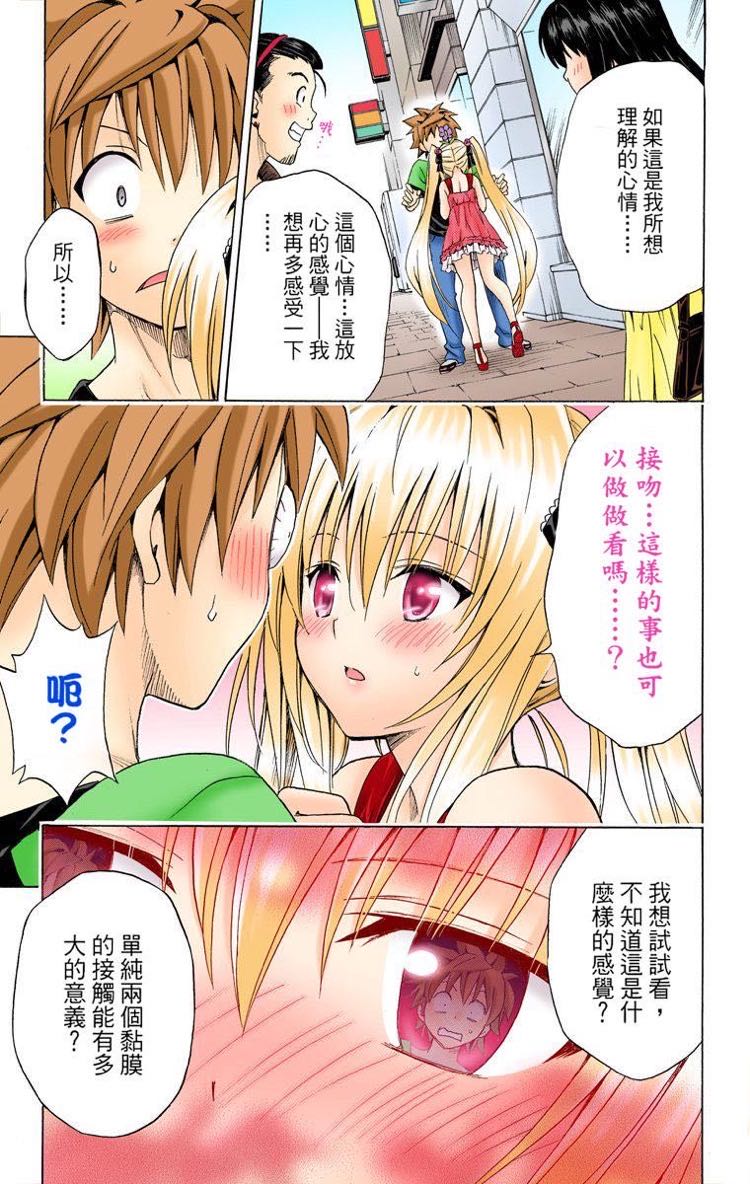 如果這是我所想
理解的心情……
哦…
這個心情…這放
心的感覺——我
想再多感受一下
……
所以……
接吻…這樣的事也可
以做做看嗎……？
呃？
我想試試看，
不知道這是什
麼樣的感覺？
單純兩個黏膜
的接觸能有多
大的意義？